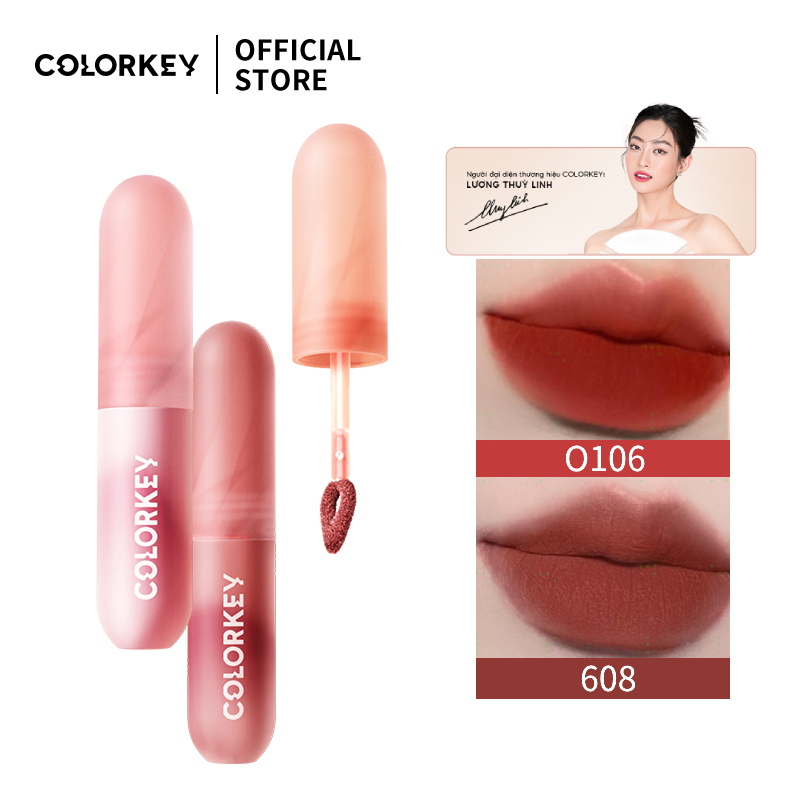 COLORKEY
OFFICIAL
STORE
Người đại diện thương hiệu COLORKEY:
LƯƠNG THUỲ LINH
COLORKEY
COLORKEY
O106
608